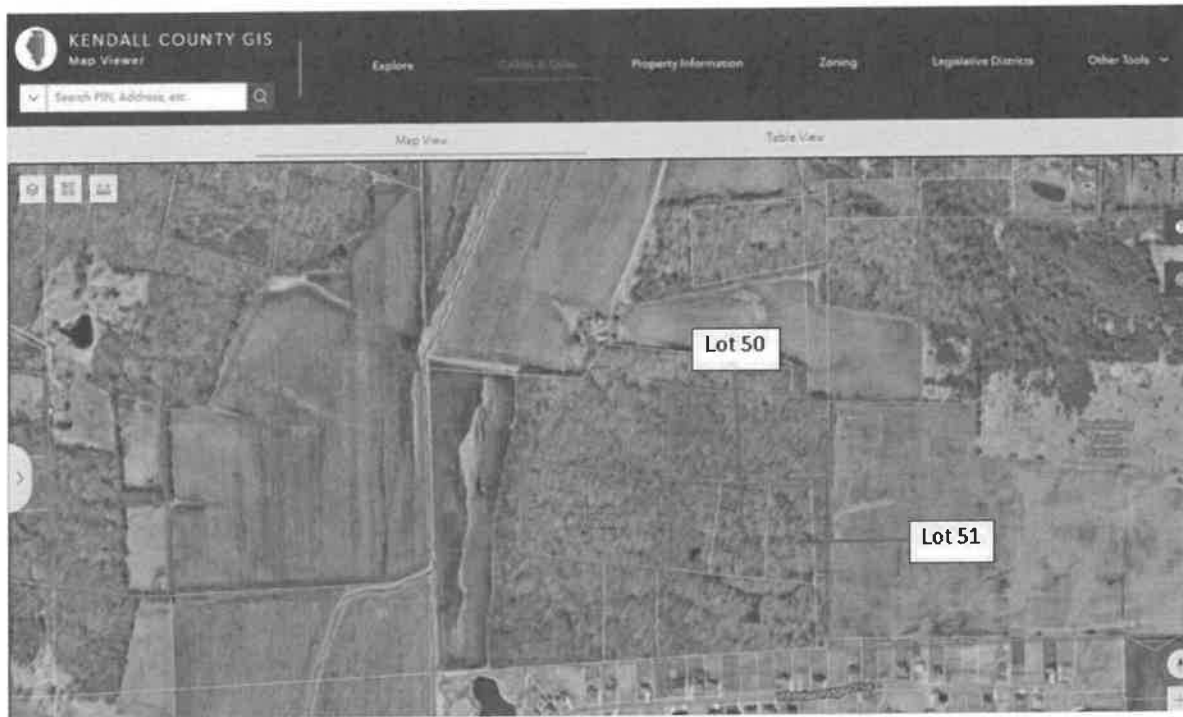 KENDALL COUNTY GIS
Map Viewer
Explore
Property Information
Zoning
Legislative Districts
Other Tools
Search PIN, Address, etc.
Map View
Table View
Lot 50
Lot 51